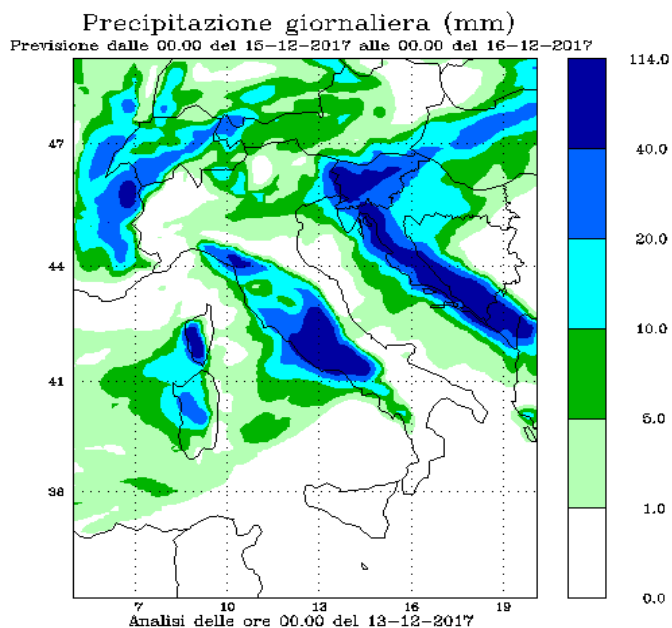 Precipitazione giornaliera (mm)
Previsione dalle 00.00 del 15-12-2017 alle 00.00 del 16-12-2017
114.0
47
40.0
20.0
44
10.0
41
5.0
38
1.0
0.0
7 10 13 16 19
Analisi delle ore 00.00 del 13-12-2017